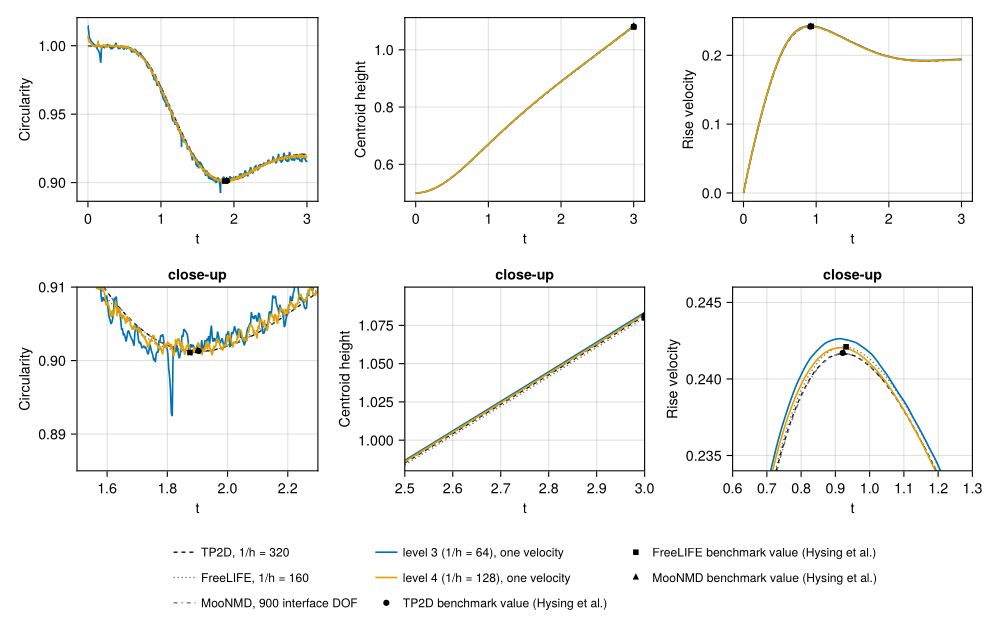 1.00
0.95
0.90
Circularity
0 1 2 3
t
1.0
0.8
0.6
Centroid height
0 1 2 3
t
0.2
0.1
0.0
Rise velocity
0 1 2 3
t
close-up
0.91
0.90
0.89
Circularity
1.6 1.8 2.0 2.2
t
close-up
1.075
1.050
1.025
1.000
Centroid height
2.5 2.6 2.7 2.8 2.9 3.0
t
close-up
0.245
0.240
0.235
Rise velocity
0.6 0.7 0.8 0.9 1.0 1.1 1.2 1.3
t
TP2D, 1/h = 320
FreeLIFE, 1/h = 160
MooNMD, 900 interface DOF
level 3 (1/h = 64), one velocity
level 4 (1/h = 128), one velocity
TP2D benchmark value (Hysing et al.)
FreeLIFE benchmark value (Hysing et al.)
MooNMD benchmark value (Hysing et al.)